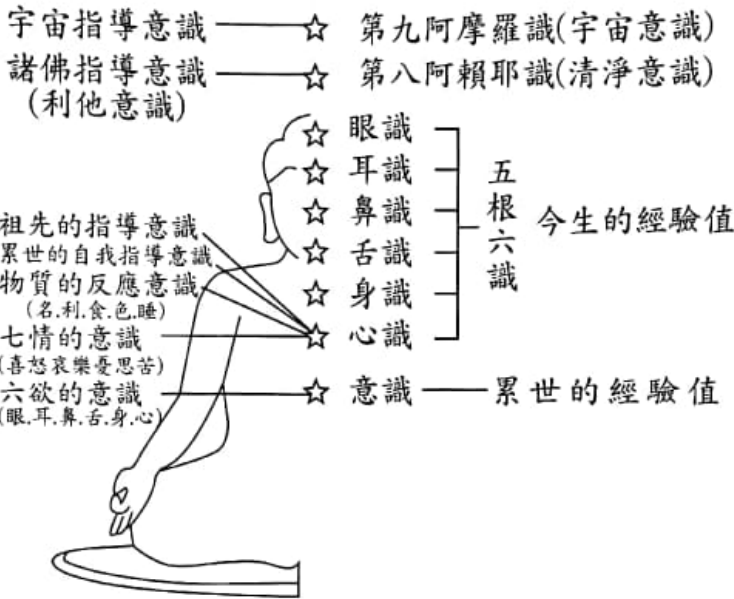 宇宙指導意識 第九阿摩羅識(宇宙意識)
諸佛指導意識 第八阿賴耶識(清淨意識)
(利他意識)
眼識
耳識
鼻識
舌識
身識
心識
五根六識
今生的經驗值
祖先的指導意識
累世的自我指導意識
物質的反應意識
(名.利.食.色.睡)
七情的意識
(喜怒哀樂憂思苦)
六欲的意識
(眼.耳.鼻.舌.身.心)
意識 累世的經驗值